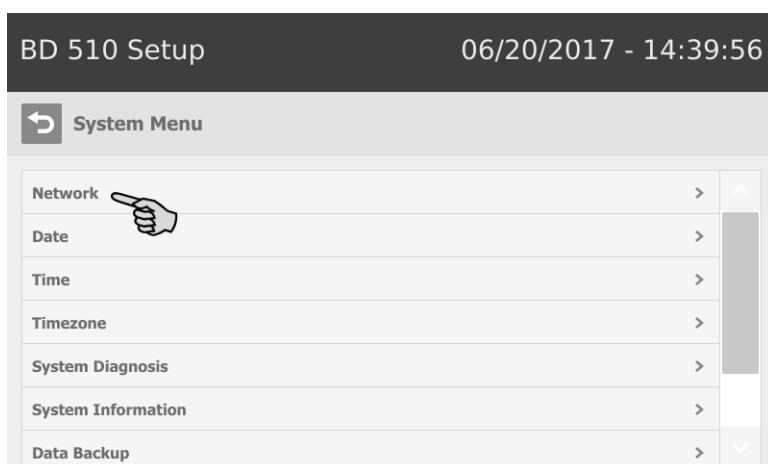 BD 510 Setup 06/20/2017 - 14:39:56
System Menu
Network
Date
Time
Timezone
System Diagnosis
System Information
Data Backup